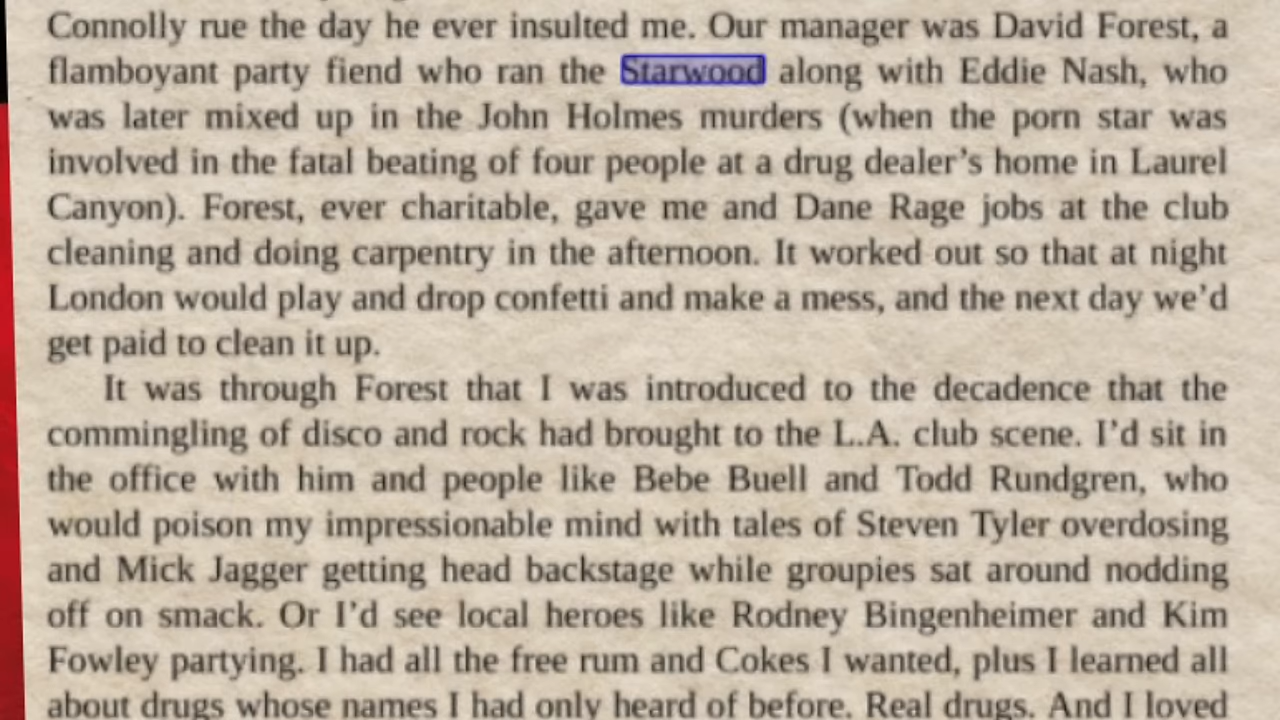 Connolly rue the day he ever insulted me. Our manager was David Forest, a
flamboyant party fiend who ran the Starwood along with Eddie Nash, who
was later mixed up in the John Holmes murders (when the porn star was
involved in the fatal beating of four people at a drug dealer’s home in Laurel
Canyon). Forest, ever charitable, gave me and Dane Rage jobs at the club
cleaning and doing carpentry in the afternoon. It worked out so that at night
London would play and drop confetti and make a mess, and the next day we’d
get paid to clean it up.
It was through Forest that I was introduced to the decadence that the
commingling of disco and rock had brought to the L.A. club scene. I’d sit in
the office with him and people like Bebe Buell and Todd Rundgren, who
would poison my impressionable mind with tales of Steven Tyler overdosing
and Mick Jagger getting head backstage while groupies sat around nodding
off on smack. Or I’d see local heroes like Rodney Bingenheimer and Kim
Fowley partying. I had all the free rum and Cokes I wanted, plus I learned all
about drugs whose names I had only heard of before. Real drugs. And I loved